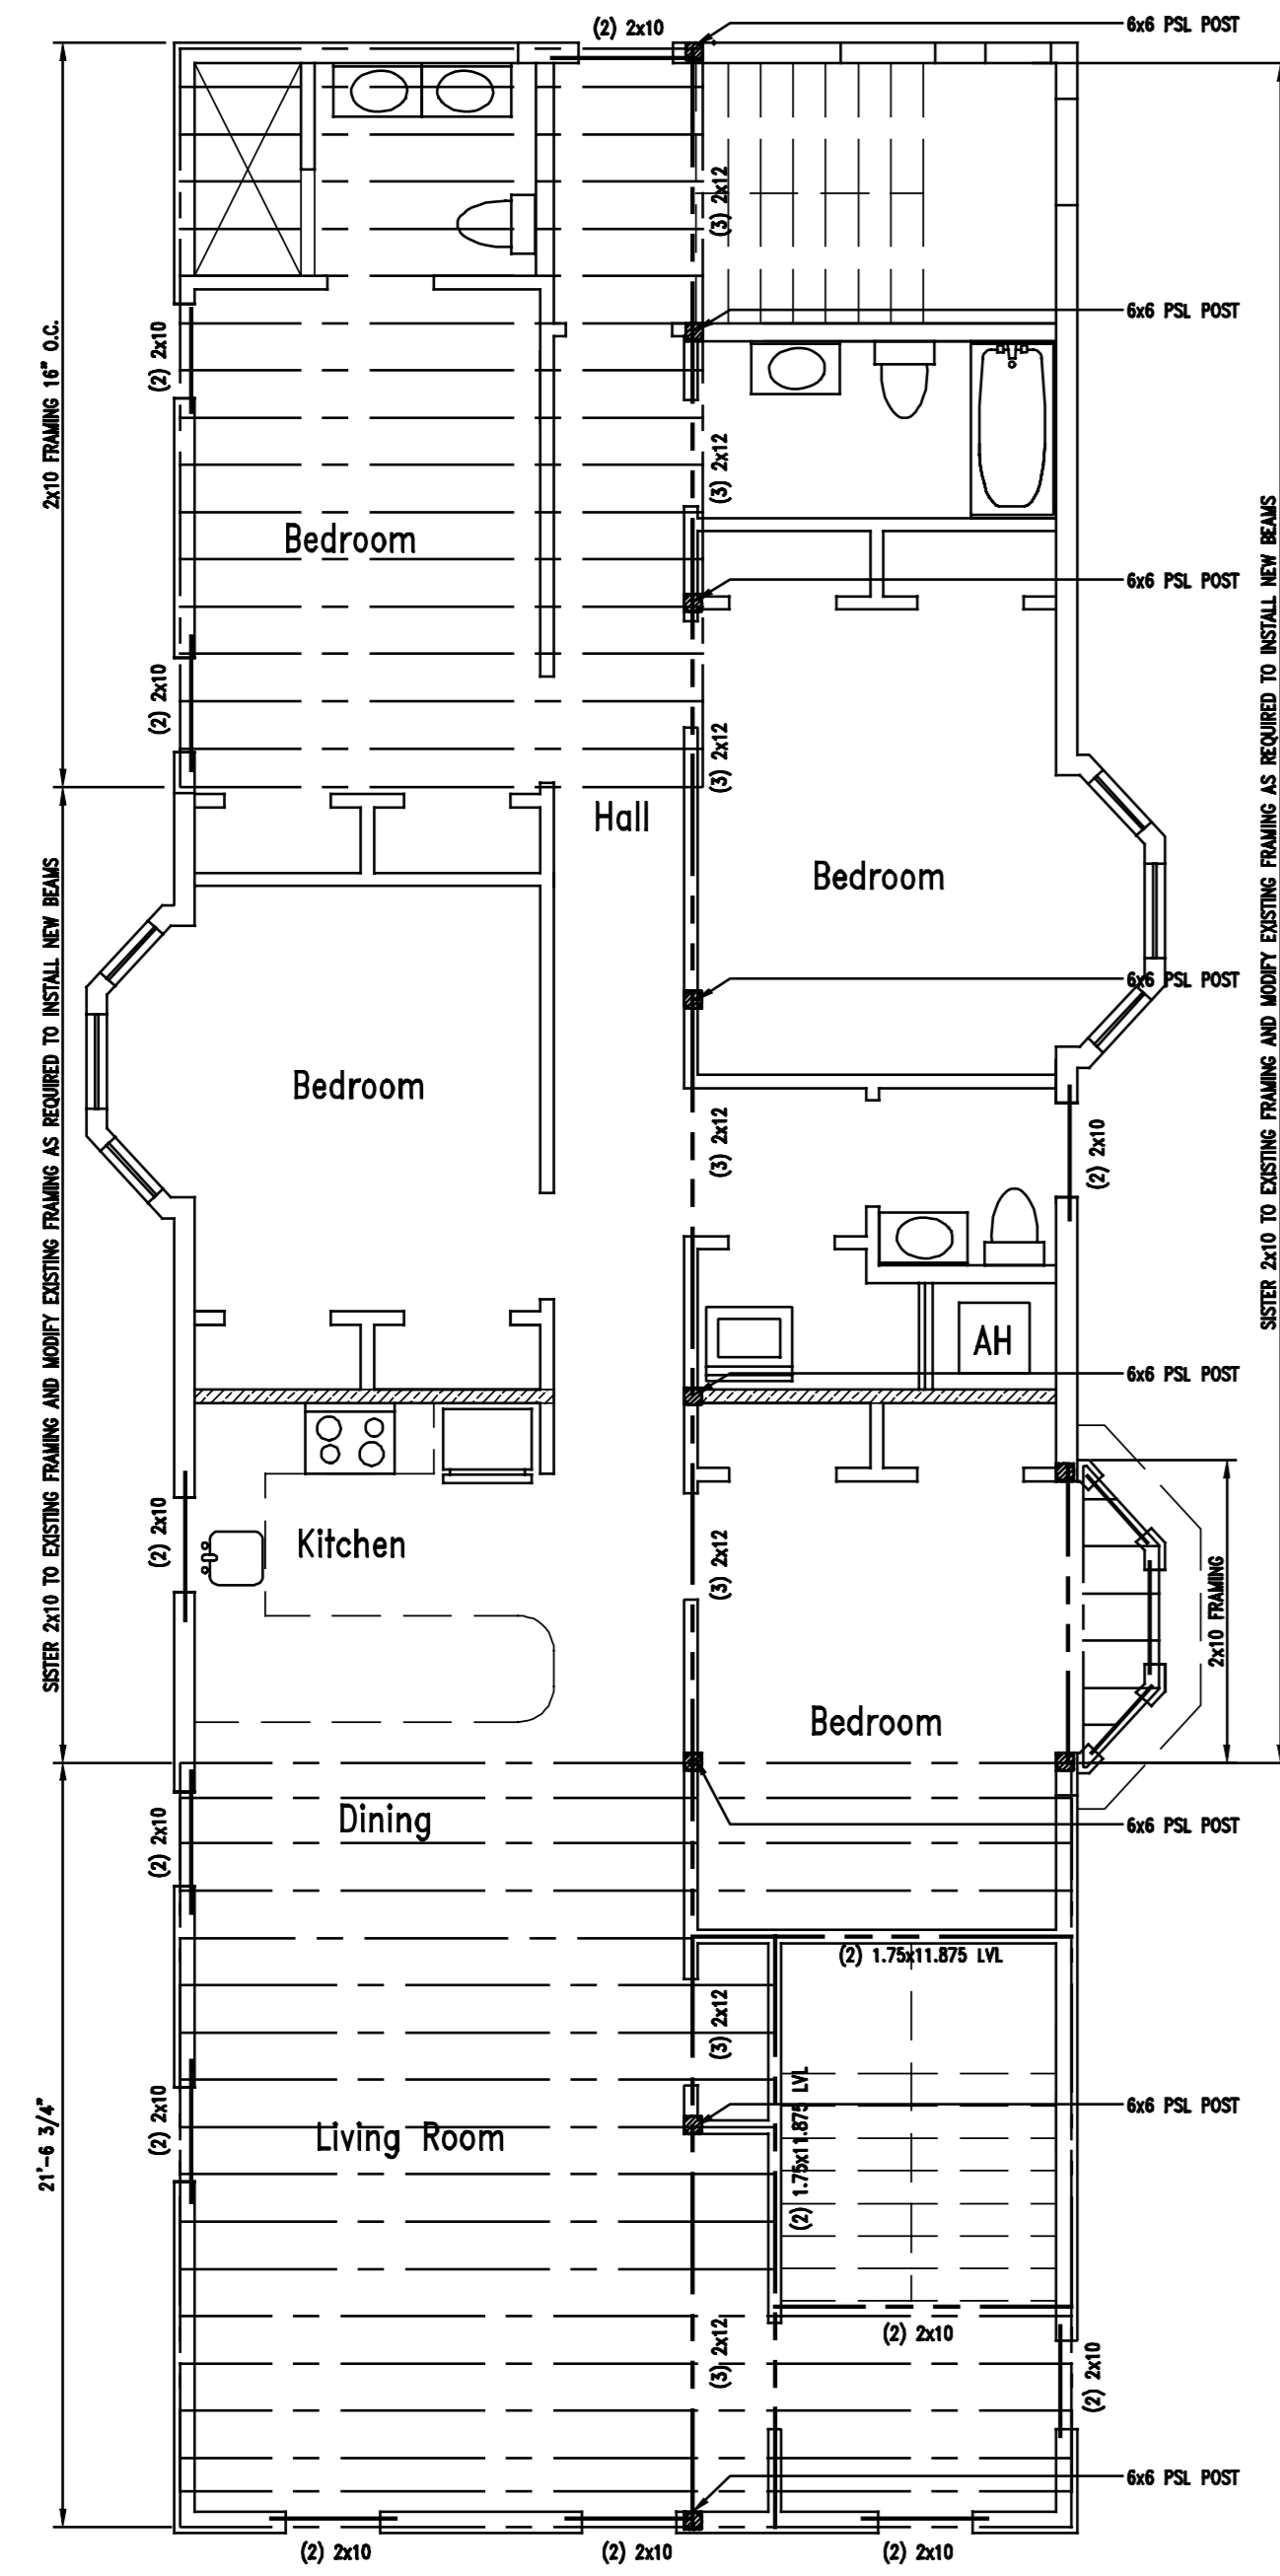 (2) 2x10
6x6 PSL POST
(3) 2x12
6x6 PSL POST
2x10 FRAMING 16" O.C.
(2) 2x10
(3) 2x12
Bedroom
6x6 PSL POST
(2) 2x10
(3) 2x12
Hall
Bedroom
SISTER 2x10 TO EXISTING FRAMING AND MODIFY EXISTING FRAMING AS REQUIRED TO INSTALL NEW BEAMS
6x6 PSL POST
SISTER 2x10 TO EXISTING FRAMING AND MODIFY EXISTING FRAMING AS REQUIRED TO INSTALL NEW BEAMS
Bedroom
(3) 2x12
(2) 2x10
AH
6x6 PSL POST
(2) 2x10
Kitchen
(3) 2x12
2x10 FRAMING
Bedroom
Dining
(2) 2x10
6x6 PSL POST
(2) 1.75x11.875 LVL
(3) 2x12
(2) 2x10
Living Room
(2) 1.75x11.875 LVL
6x6 PSL POST
21'-6 3/4"
(2) 2x10
(3) 2x12
(2) 2x10
6x6 PSL POST
(2) 2x10
(2) 2x10
(2) 2x10